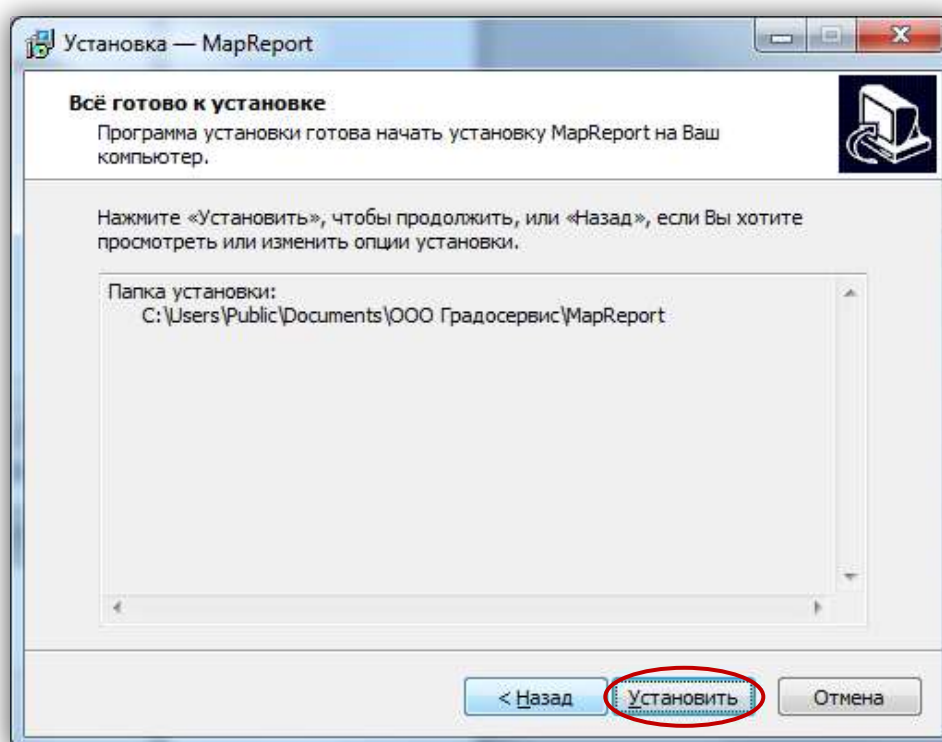 Установка — MapReport
Всё готово к установке
Программа установки готова начать установку MapReport на Ваш
компьютер.
Нажмите «Установить», чтобы продолжить, или «Назад», если Вы хотите
просмотреть или изменить опции установки.
Папка установки:
C:\Users\Public\Documents\ООО Градосервис\MapReport
< Назад Установить Отмена